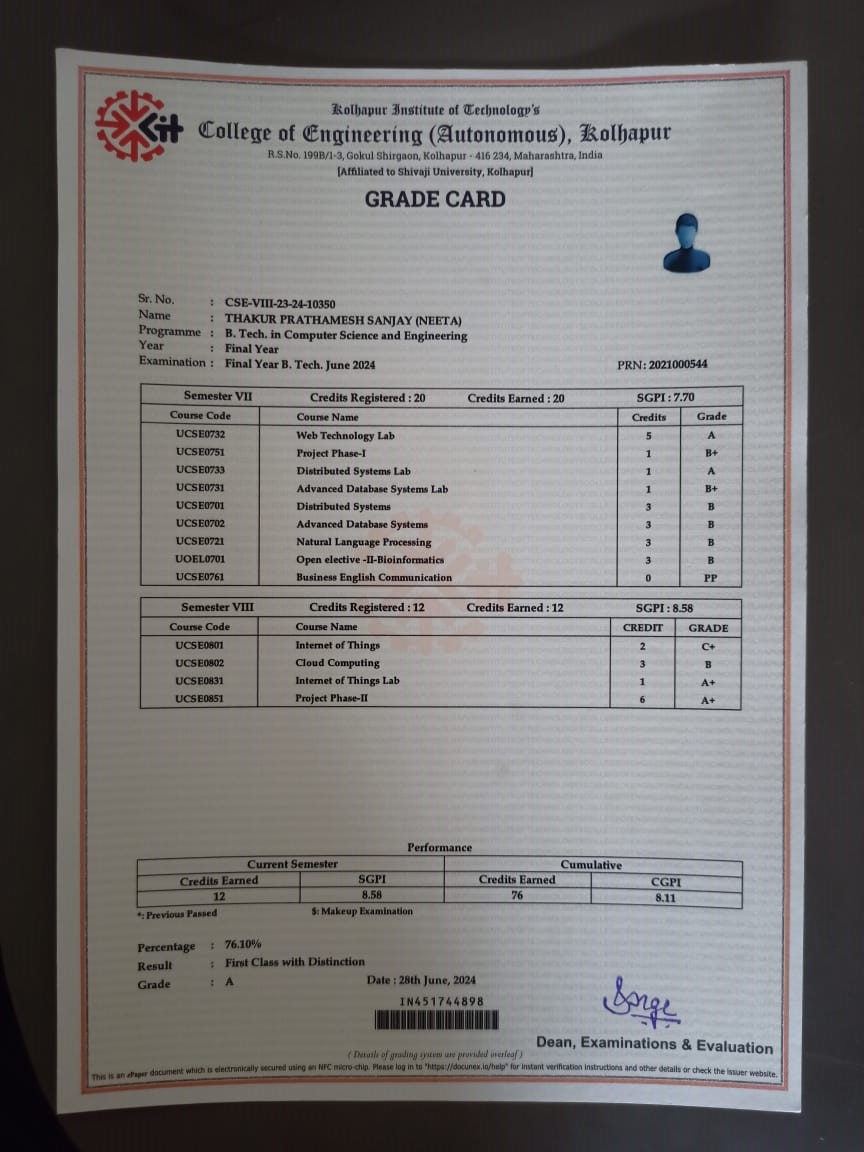 Kit
Kolhapur Institute of Technology's
College of Engineering (Autonomous), Kolhapur
R.S.No. 199B/1-3, Gokul Shirgaon, Kolhapur - 416 234, Maharashtra, India
[Affiliated to Shivaji University, Kolhapur]
GRADE CARD
Sr. No. : CSE-VIII-23-24-10350
Name : THAKUR PRATHAMESH SANJAY (NEETA)
Programme : B. Tech. in Computer Science and Engineering
Year : Final Year
Examination : Final Year B. Tech. June 2024 PRN: 2021000544
Semester VII Credits Registered : 20 Credits Earned : 20 SGPI : 7.70
Course Code Course Name Credits Grade
UCSE0732 Web Technology Lab 5 A
UCSE0751 Project Phase-I 1 B+
UCSE0733 Distributed Systems Lab 1 A
UCSE0731 Advanced Database Systems Lab 1 B+
UCSE0701 Distributed Systems 3 B
UCSE0702 Advanced Database Systems 3 B
UCSE0721 Natural Language Processing 3 B
UOEL0701 Open elective -II-Bioinformatics 3 B
UCSE0761 Business English Communication 0 PP
Semester VIII Credits Registered : 12 Credits Earned : 12 SGPI : 8.58
Course Code Course Name CREDIT GRADE
UCSE0801 Internet of Things 2 C+
UCSE0802 Cloud Computing 3 B
UCSE0831 Internet of Things Lab 1 A+
UCSE0851 Project Phase-II 6 A+
Performance
Current Semester Cumulative
Credits Earned SGPI Credits Earned CGPI
12 8.58 76 8.11
*: Previous Passed $: Makeup Examination
Percentage : 76.10%
Result : First Class with Distinction
Grade : A Date : 28th June, 2024
IN451744898
Dean, Examinations & Evaluation
( Details of grading system are provided overleaf )
This is an ePaper document which is electronically secured using an NFC micro-chip. Please log in to "https://docunex.io/help" for instant verification instructions and other details or check the issuer website.